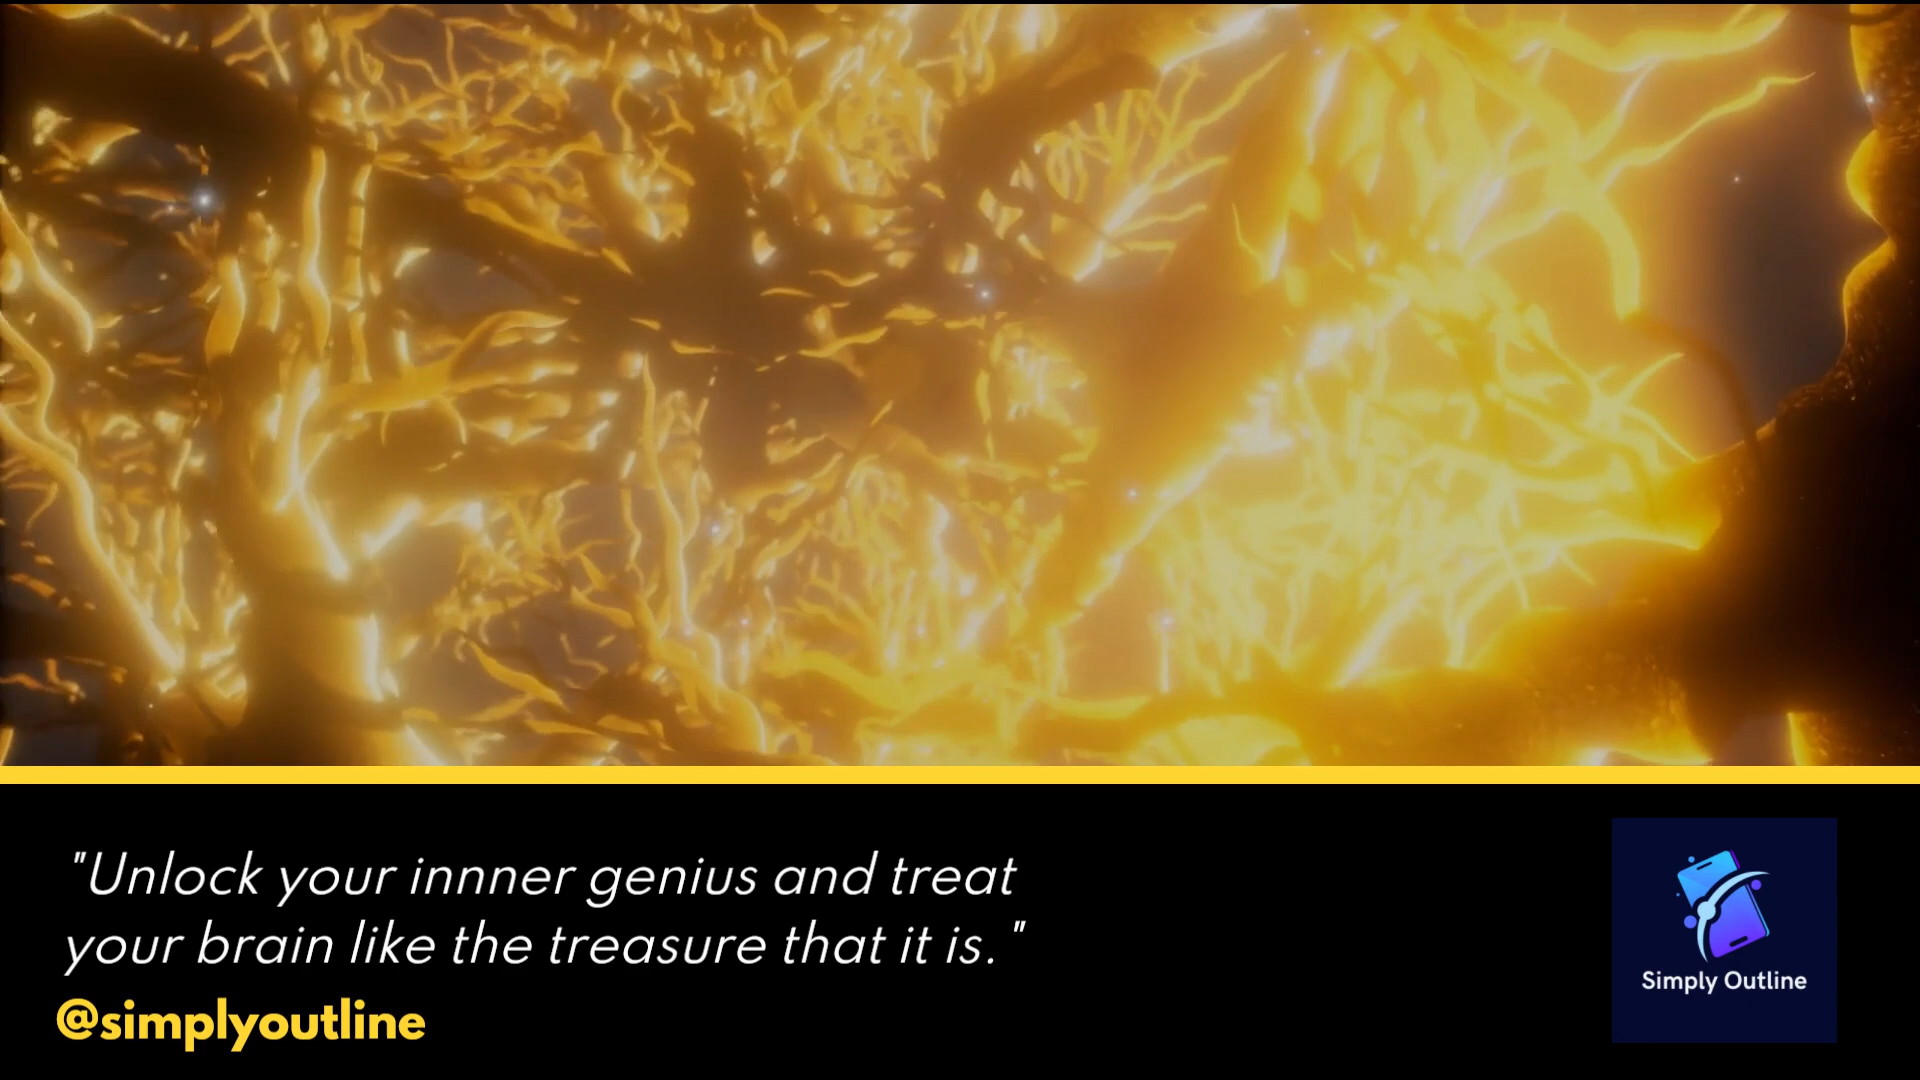 "Unlock your innner genius and treat
your brain like the treasure that it is. "
@simplyoutline
Simply Outline